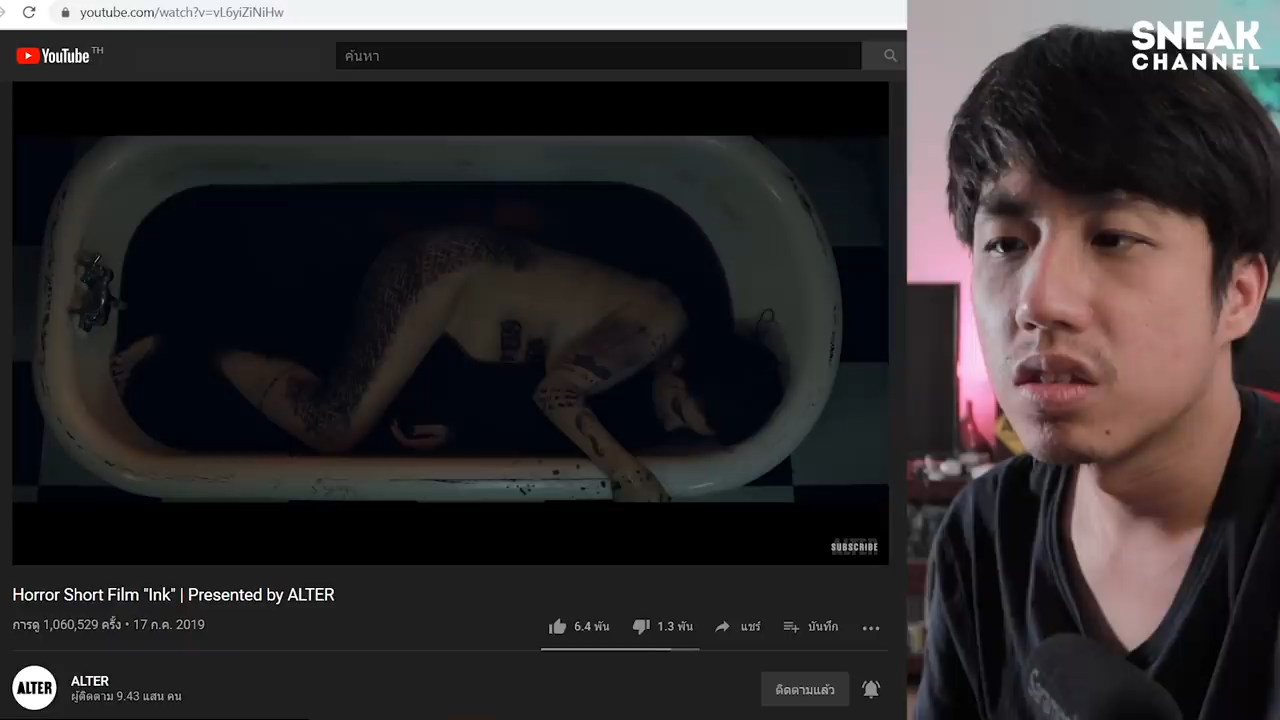 youtube.com/watch?v=vL6yiZiNiHw
YouTube TH
ค้นหา
SNEAK
CHANNEL
SUBSCRIBE
Horror Short Film "Ink" | Presented by ALTER
การดู 1,060,529 ครั้ง • 17 ก.ค. 2019
6.4 พัน
1.3 พัน
แชร์
บันทึก
ALTER
ALTER
ผู้ติดตาม 9.43 แสน คน
ติดตามแล้ว